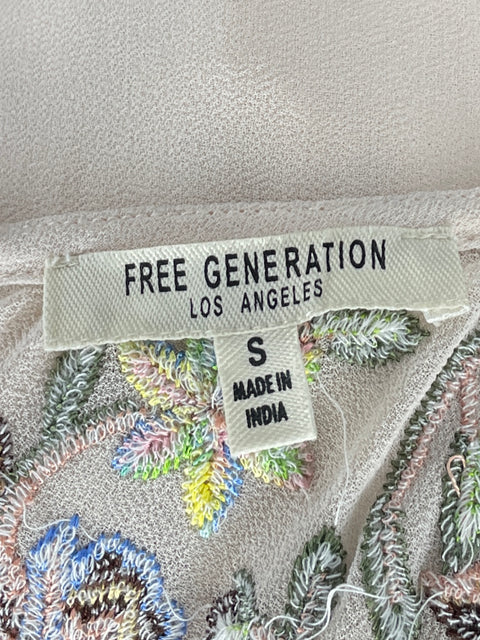 FREE GENERATION
LOS ANGELES
S
MADE IN
INDIA